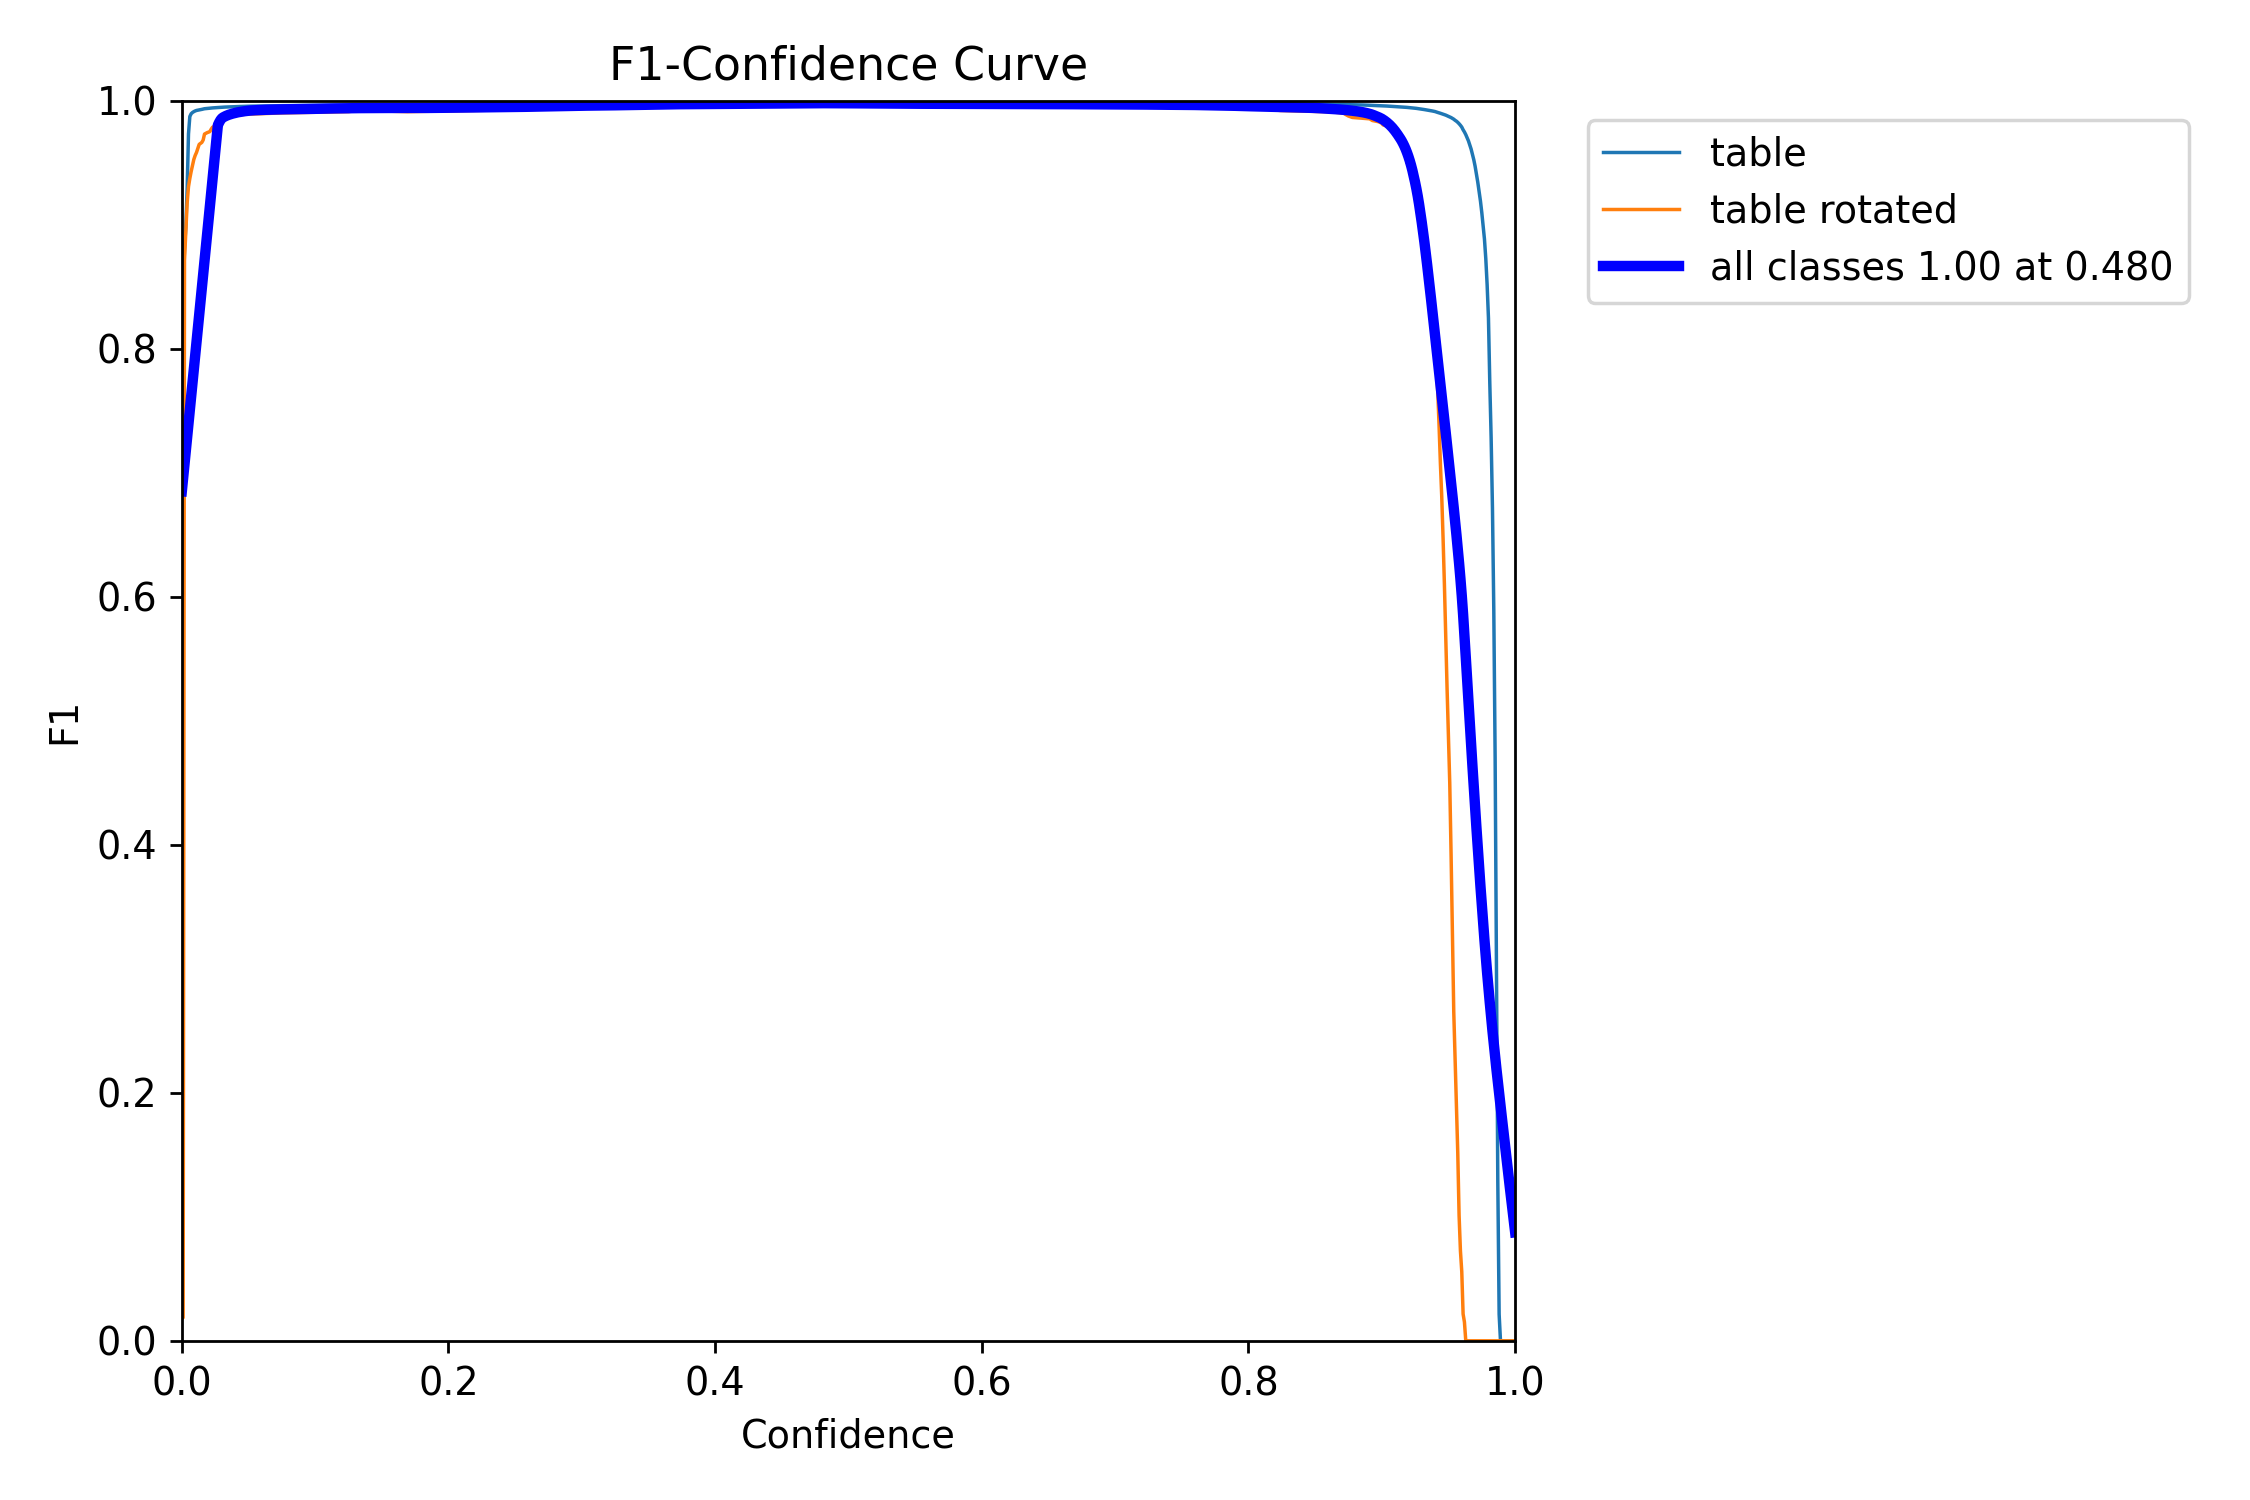 F1-Confidence Curve
1.0
0.8
0.6
0.4
0.2
0.0
F1
0.0 0.2 0.4 0.6 0.8 1.0
Confidence
table
table rotated
all classes 1.00 at 0.480